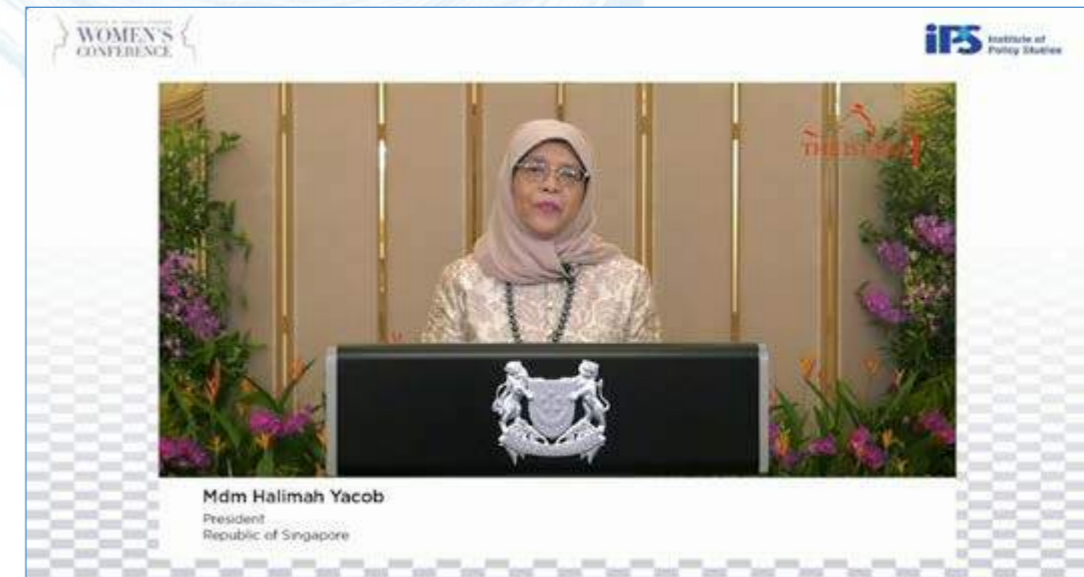 WOMEN'S
CONFERENCE
iPS Institute of
Policy Studies
Mdm Halimah Yacob
President
Republic of Singapore